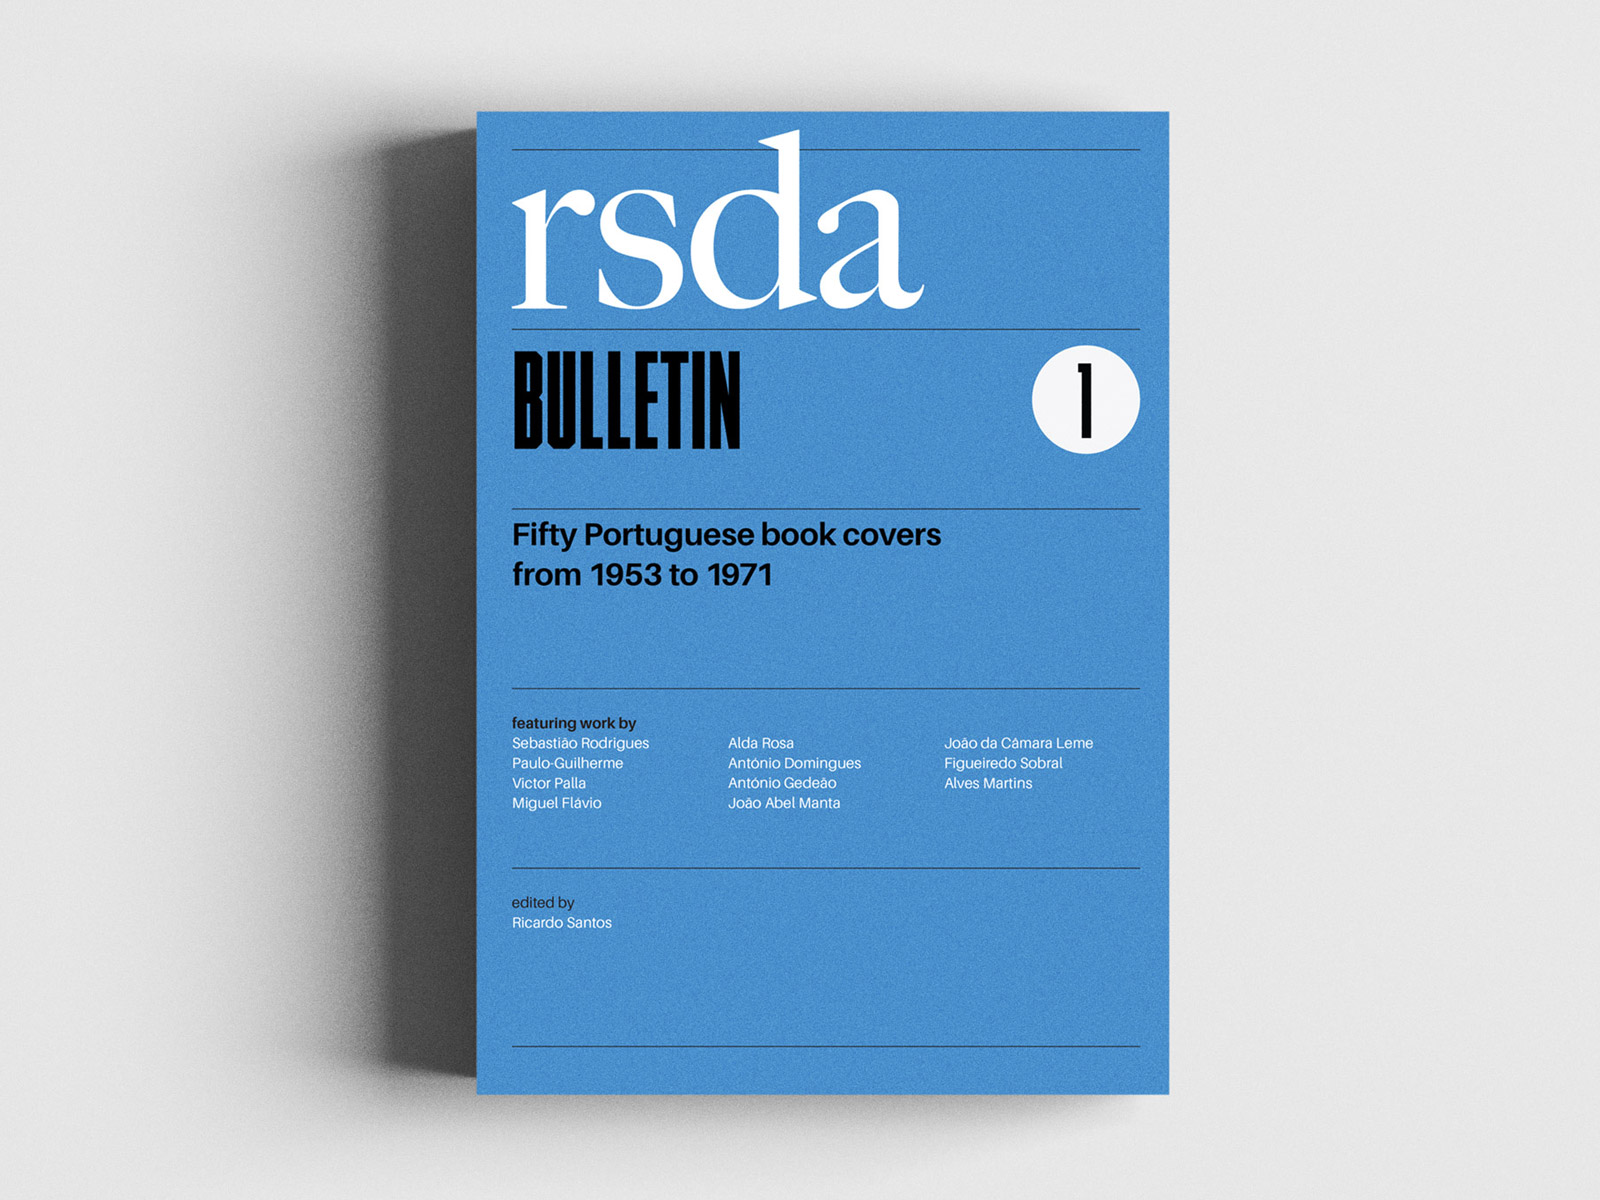 rsda
BULLETIN
1
Fifty Portuguese book covers
from 1953 to 1971
featuring work by
Sebastião Rodrigues
Paulo-Guilherme
Victor Palla
Miguel Flávio
Alda Rosa
António Domingues
António Gedeão
João Abel Manta
João da Câmara Leme
Figueiredo Sobral
Alves Martins
edited by
Ricardo Santos